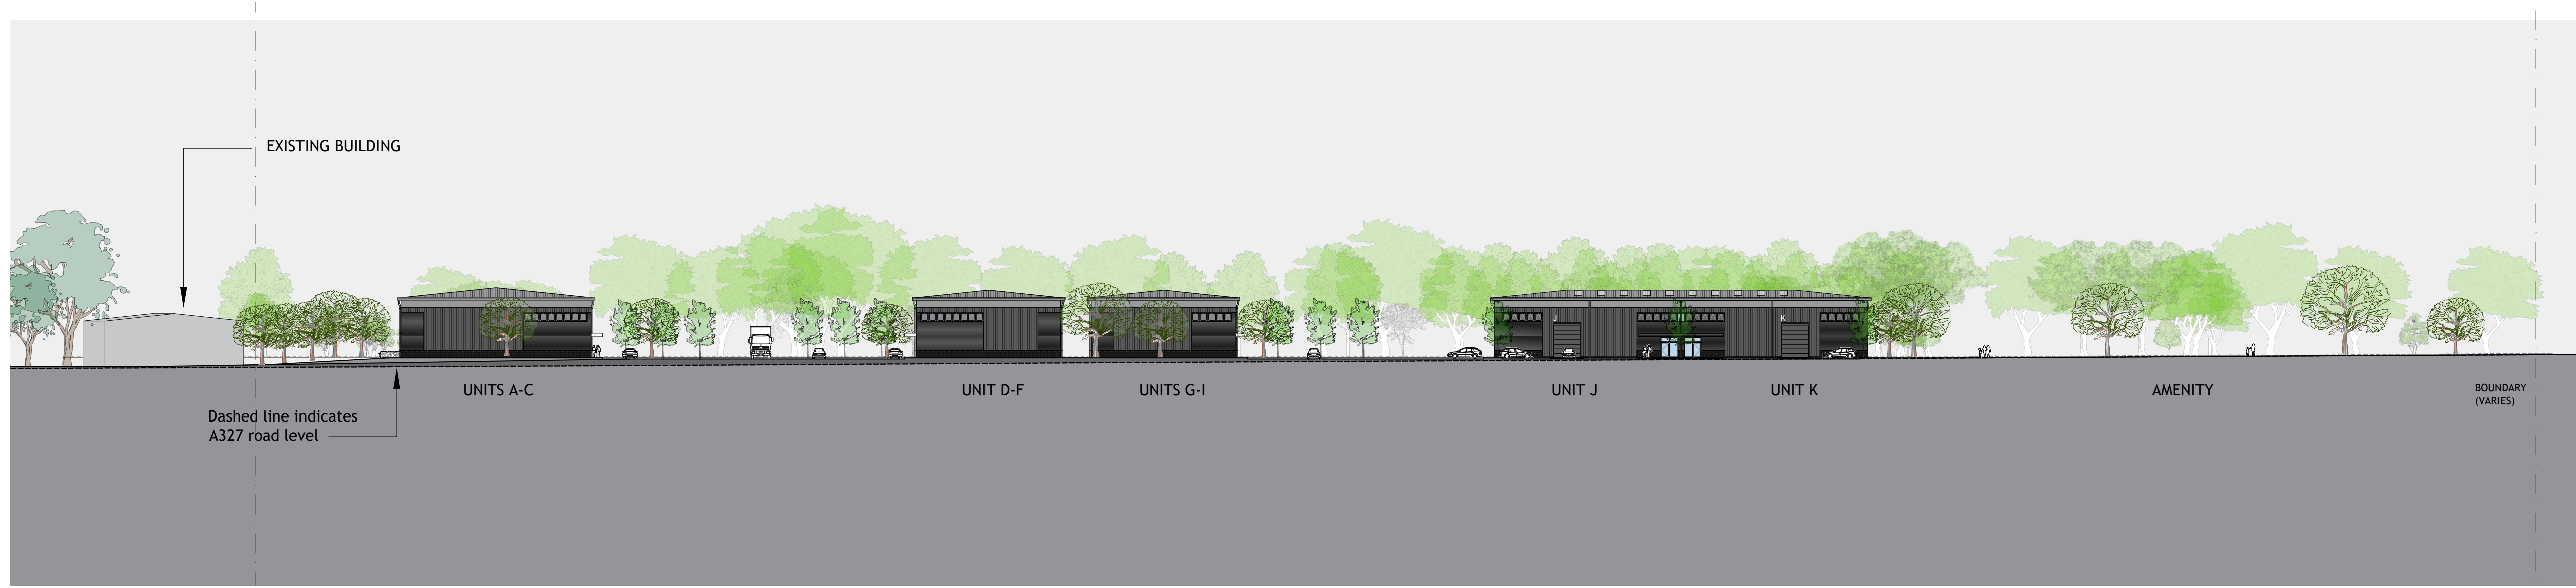 EXISTING BUILDING
J
K
UNITS A-C
UNIT D-F
UNITS G-I
UNIT J
UNIT K
AMENITY
BOUNDARY
(VARIES)
Dashed line indicates
A327 road level